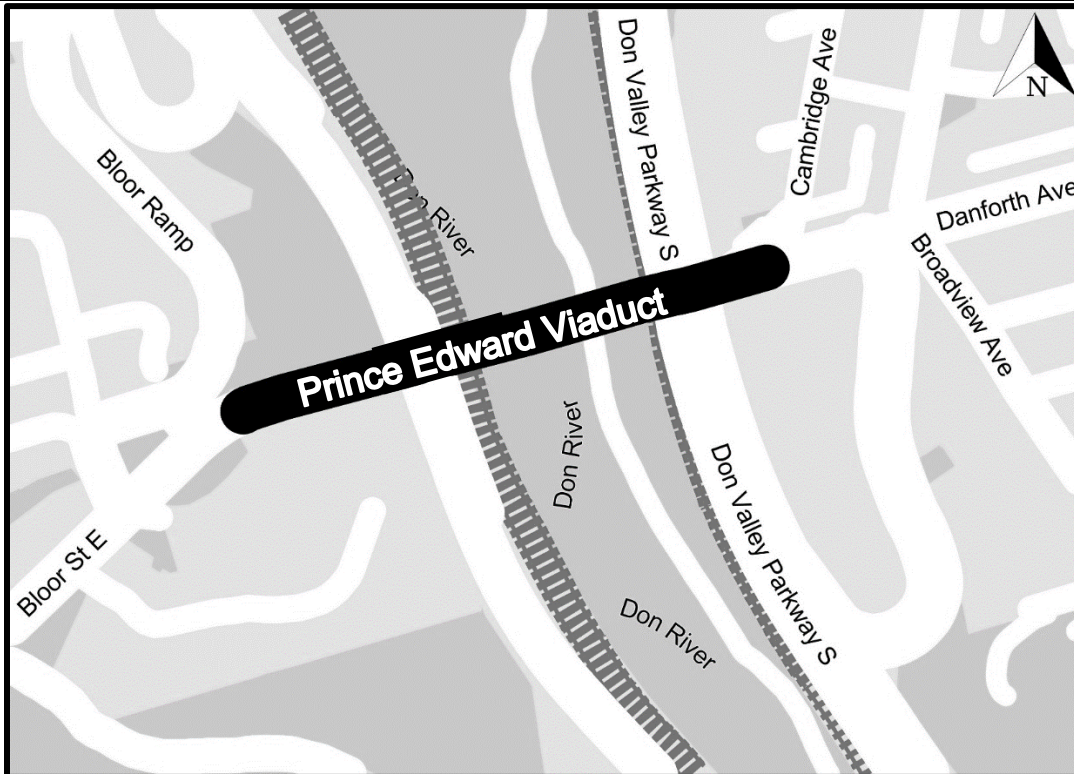 Don Valley Parkway S
Cambridge Ave
N
Bloor Ramp
Don River
Danforth Ave
Broadview Ave
Prince Edward Viaduct
Don River
Don Valley Parkway S
Bloor St E
Don River